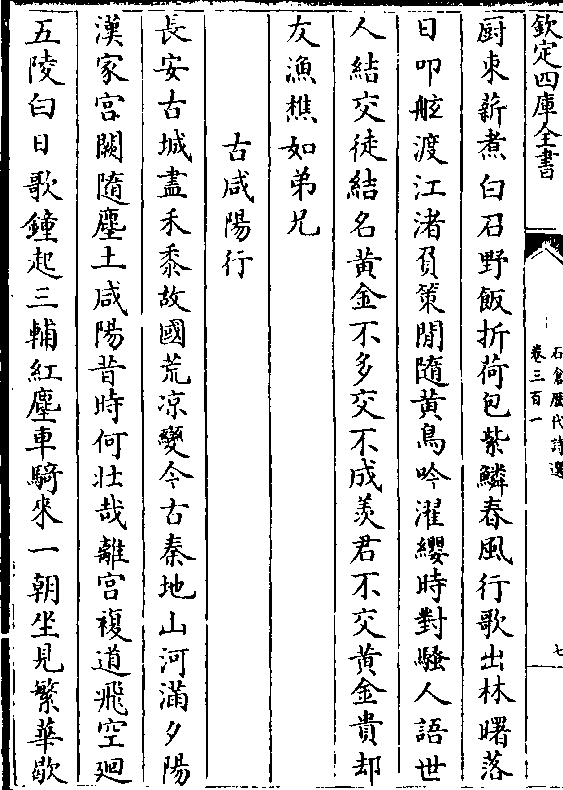 欽定四庫全書
石倉歷代詩選
卷三百一
七
厨束薪煮白石野飯折荷包紫鱗春風行歌出林曙落
日叩舷渡江渚負策閒隨黃鳥吟濯纓時對騷人語世
人結交徒結名黃金不多交不成羡君不交黃金貴却
友漁樵如弟兄
古咸陽行
長安古城盡禾黍故國荒凉變今古秦地山河滿夕陽
漢家宮闕隨塵土咸陽昔時何壯哉離宮複道飛空廻
五陵白日歌鐘起三輔紅塵車騎來一朝坐見繁華歇